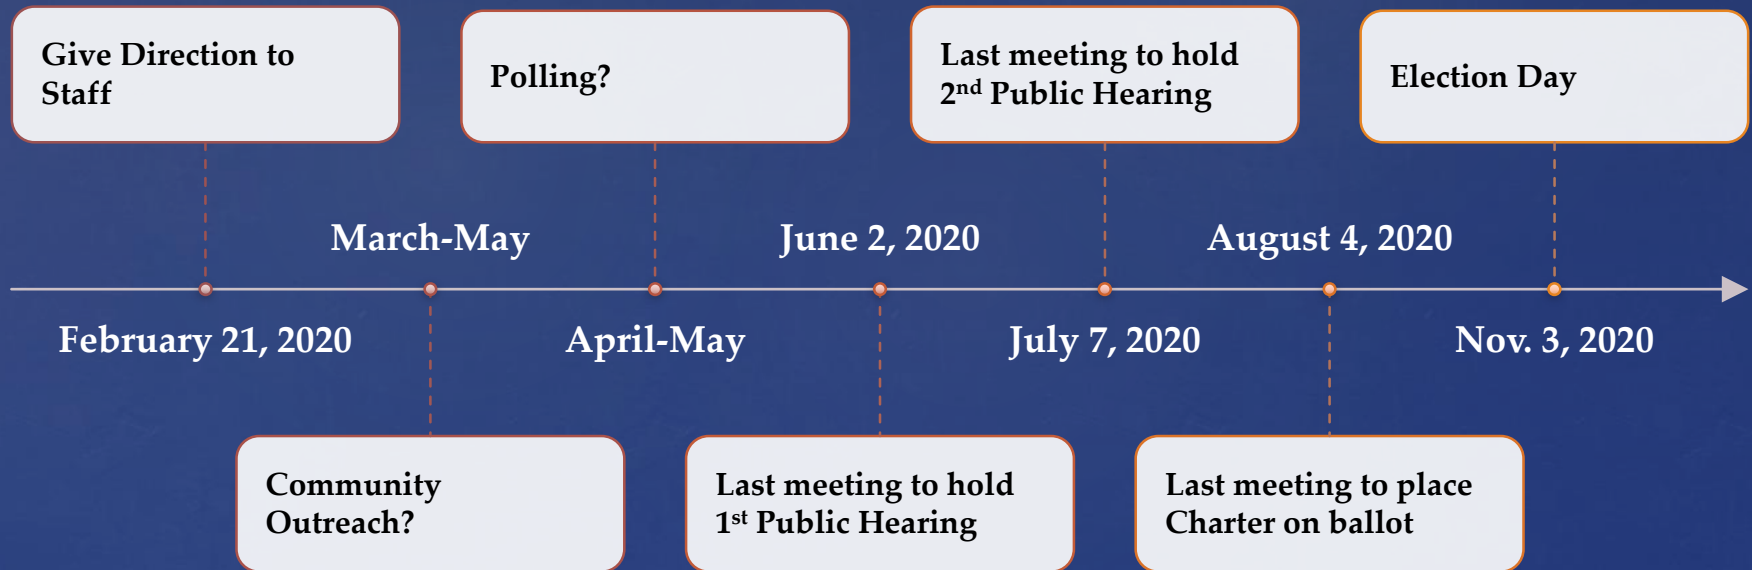 Give Direction to
Staff
Polling?
Last meeting to hold
2nd Public Hearing
Election Day
March-May
June 2, 2020
August 4, 2020
February 21, 2020
April-May
July 7, 2020
Nov. 3, 2020
Community
Outreach?
Last meeting to hold
1st Public Hearing
Last meeting to place
Charter on ballot